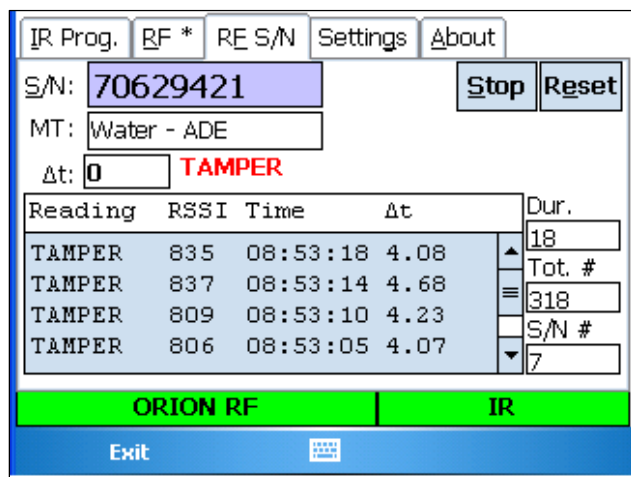 IR Prog. RF * RF S/N Settings About
S/N: 70629421 Stop Reset
MT: Water - ADE
Δt: 0 TAMPER
Reading RSSI Time Δt Dur.
18
TAMPER 835 08:53:18 4.08
Tot. #
TAMPER 837 08:53:14 4.68
318
TAMPER 809 08:53:10 4.23
S/N #
TAMPER 806 08:53:05 4.07
7
ORION RF IR
Exit